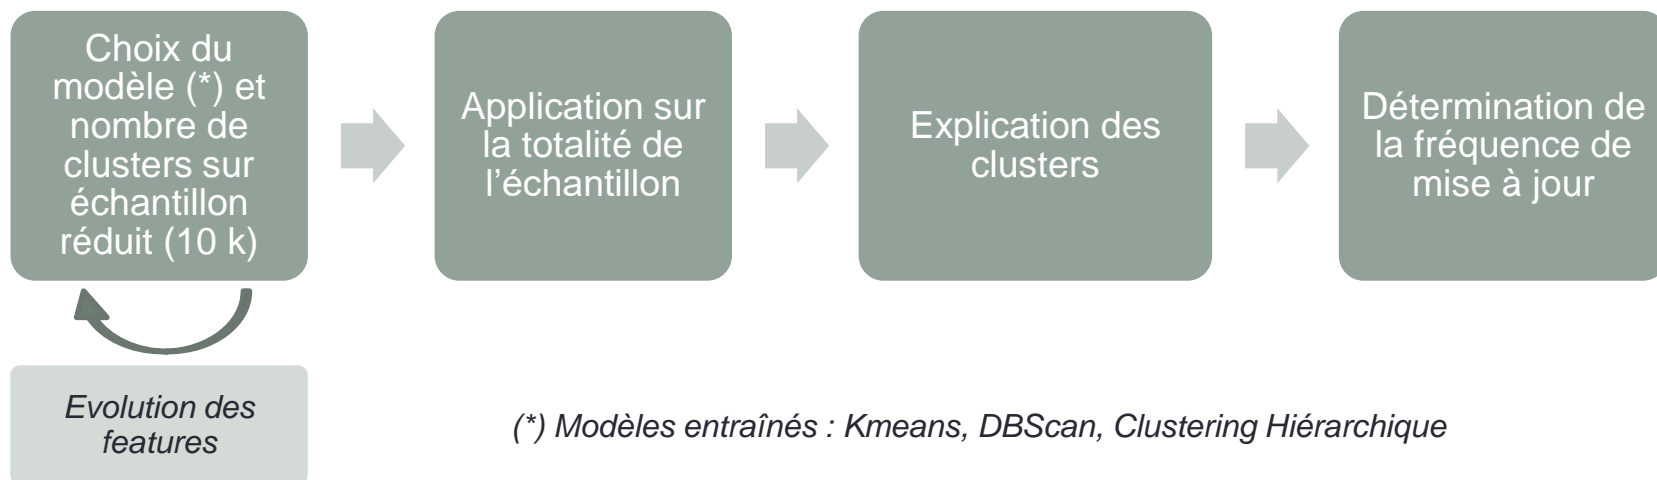 Choix du
modèle (*) et
nombre de
clusters sur
échantillon
réduit (10 k)
Application sur
la totalité de
l’échantillon
Explication des
clusters
Détermination de
la fréquence de
mise à jour
Evolution des
features
(*) Modèles entraînés : Kmeans, DBScan, Clustering Hiérarchique